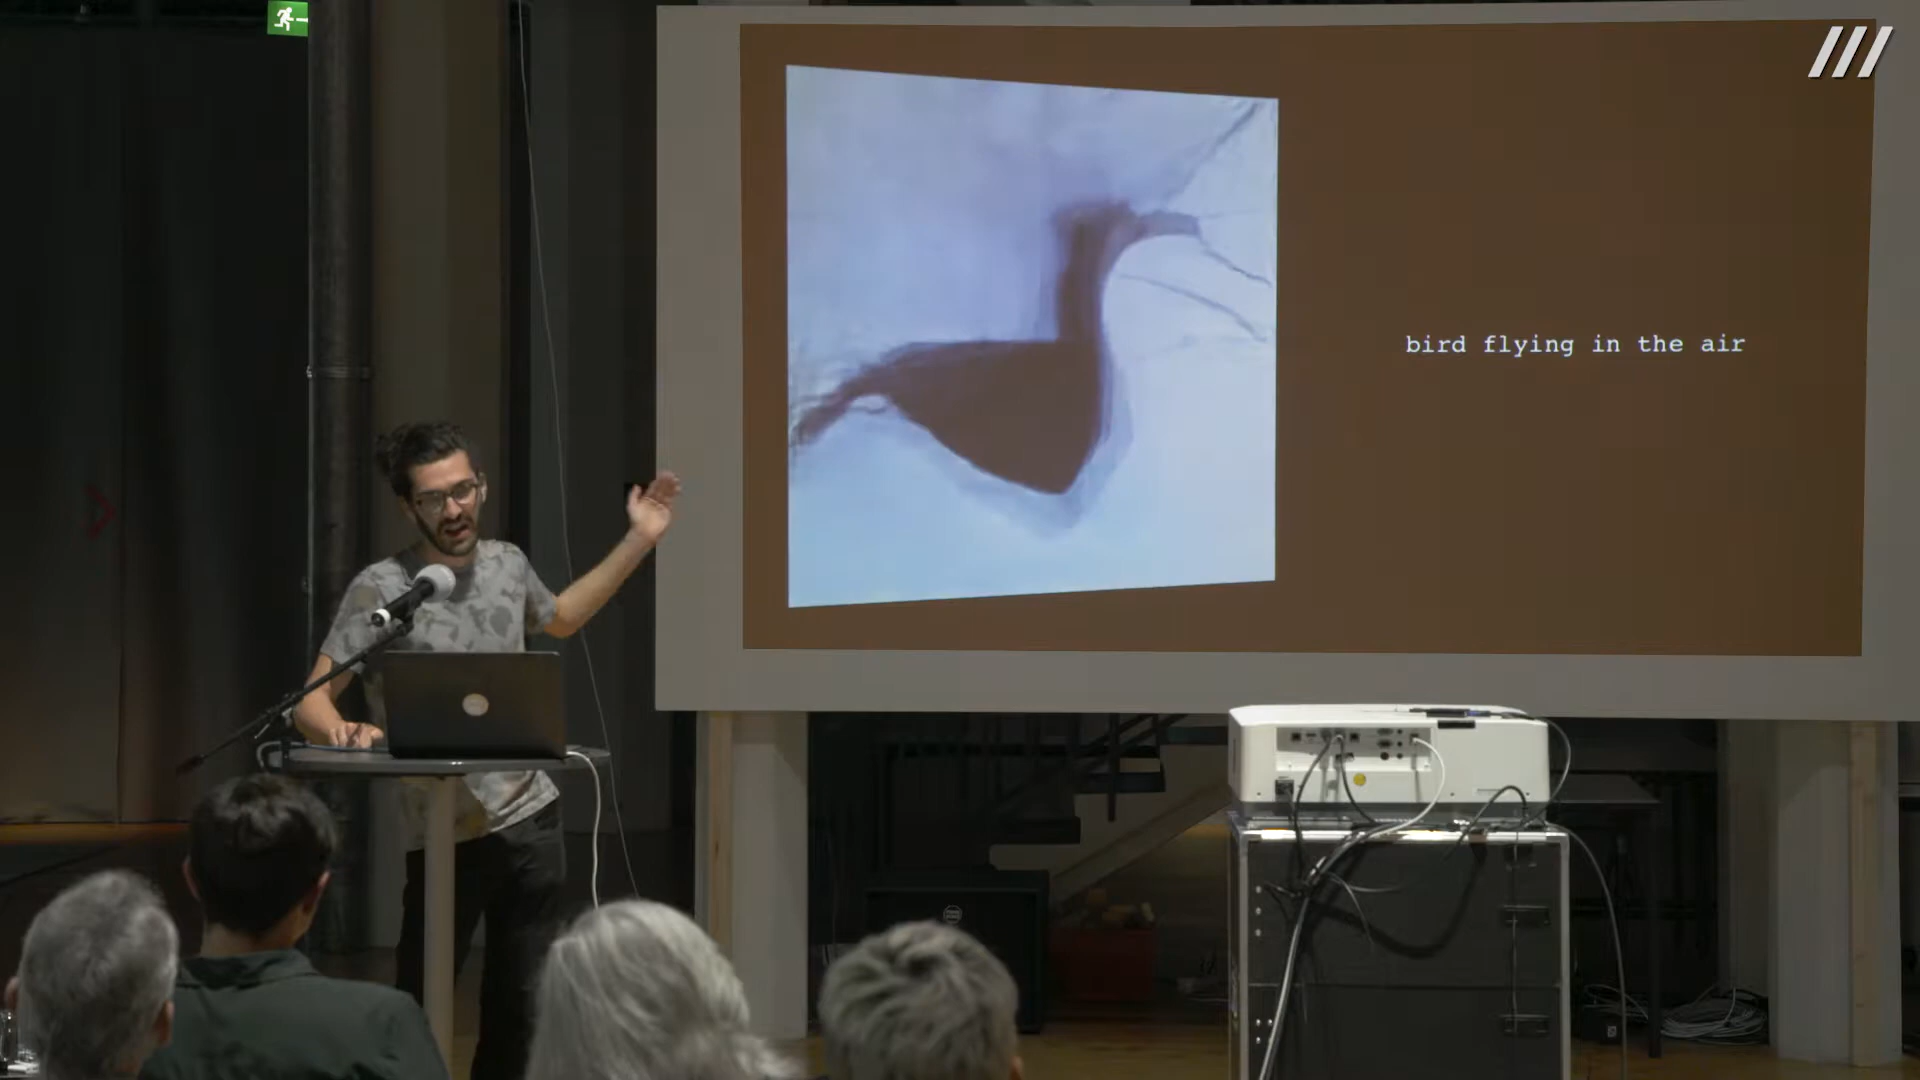 bird flying in the air